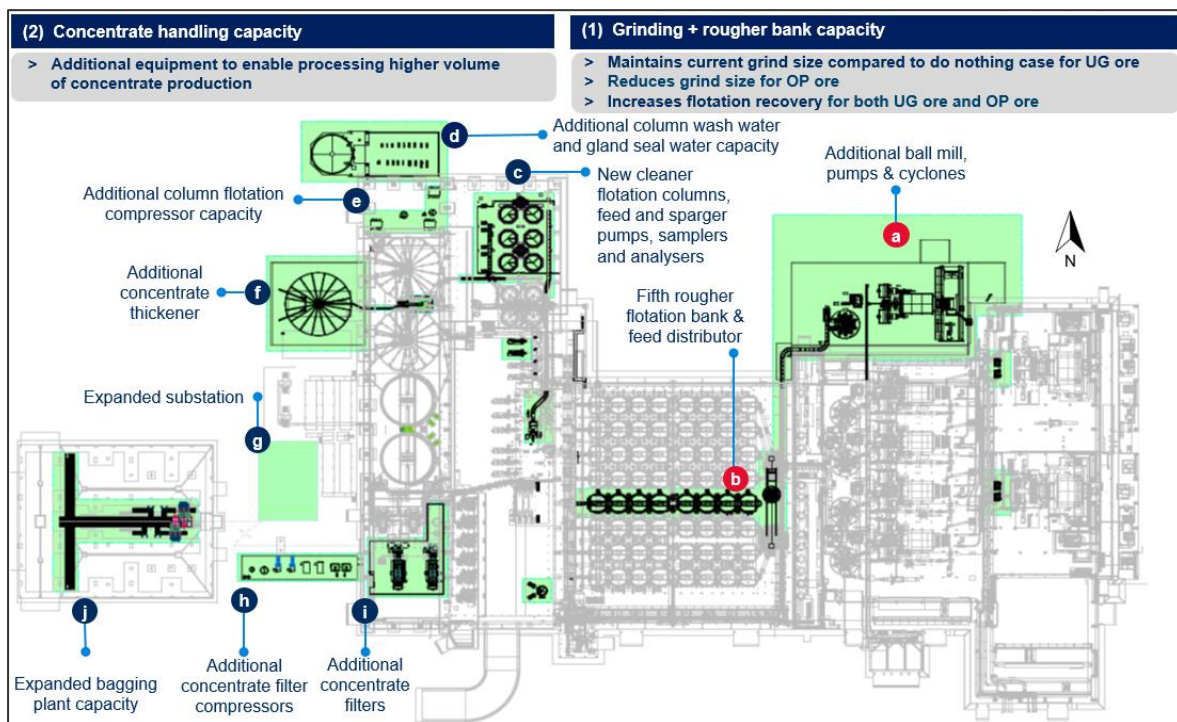 (2) Concentrate handling capacity
> Additional equipment to enable processing higher volume
of concentrate production
(1) Grinding + rougher bank capacity
> Maintains current grind size compared to do nothing case for UG ore
> Reduces grind size for OP ore
> Increases flotation recovery for both UG ore and OP ore
d
Additional column wash water
and gland seal water capacity
c
New cleaner
flotation columns,
feed and sparger
pumps, samplers
and analysers
Additional ball mill,
pumps & cyclones
a
N
e
Additional column flotation
compressor capacity
f
Additional
concentrate
thickener
Fifth rougher
flotation bank &
feed distributor
b
Expanded substation
g
j
Expanded bagging
plant capacity
h
Additional
concentrate filter
compressors
i
Additional
concentrate
filters